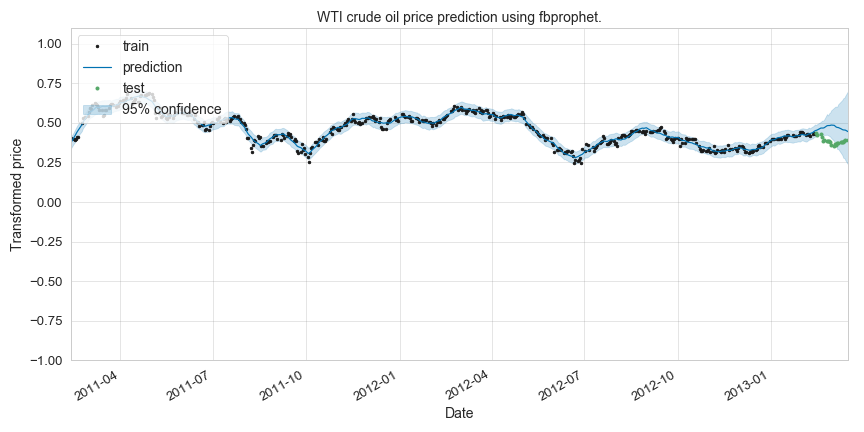 WTI crude oil price prediction using fbprophet.
train
prediction
test
95% confidence
Transformed price
1.00
0.75
0.50
0.25
0.00
−0.25
−0.50
−0.75
−1.00
2011-04
2011-07
2011-10
2012-01
2012-04
2012-07
2012-10
2013-01
Date